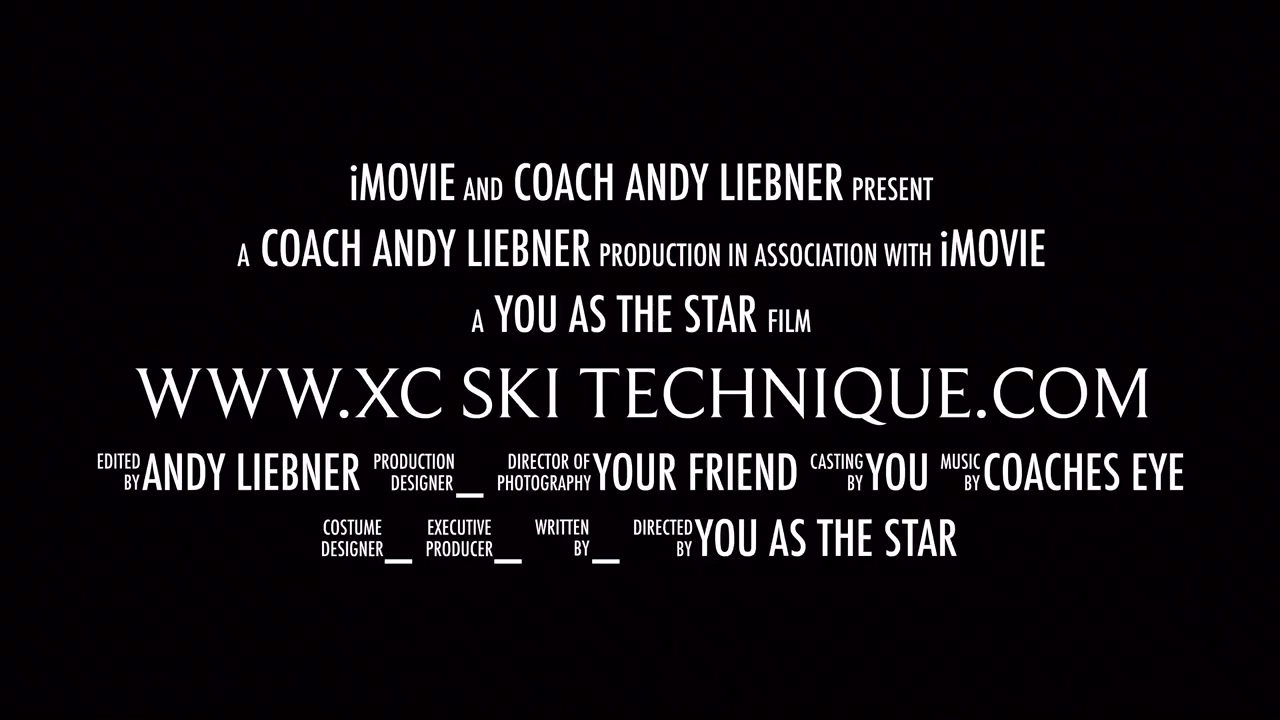 iMOVIE AND COACH ANDY LIEBNER PRESENT
A COACH ANDY LIEBNER PRODUCTION IN ASSOCIATION WITH iMOVIE
A YOU AS THE STAR FILM
WWW.XC SKI TECHNIQUE.COM
EDITED BY ANDY LIEBNER PRODUCTION DESIGNER _ DIRECTOR OF PHOTOGRAPHY YOUR FRIEND CASTING BY YOU MUSIC BY COACHES EYE
COSTUME DESIGNER _ EXECUTIVE PRODUCER _ WRITTEN BY _ DIRECTED BY YOU AS THE STAR